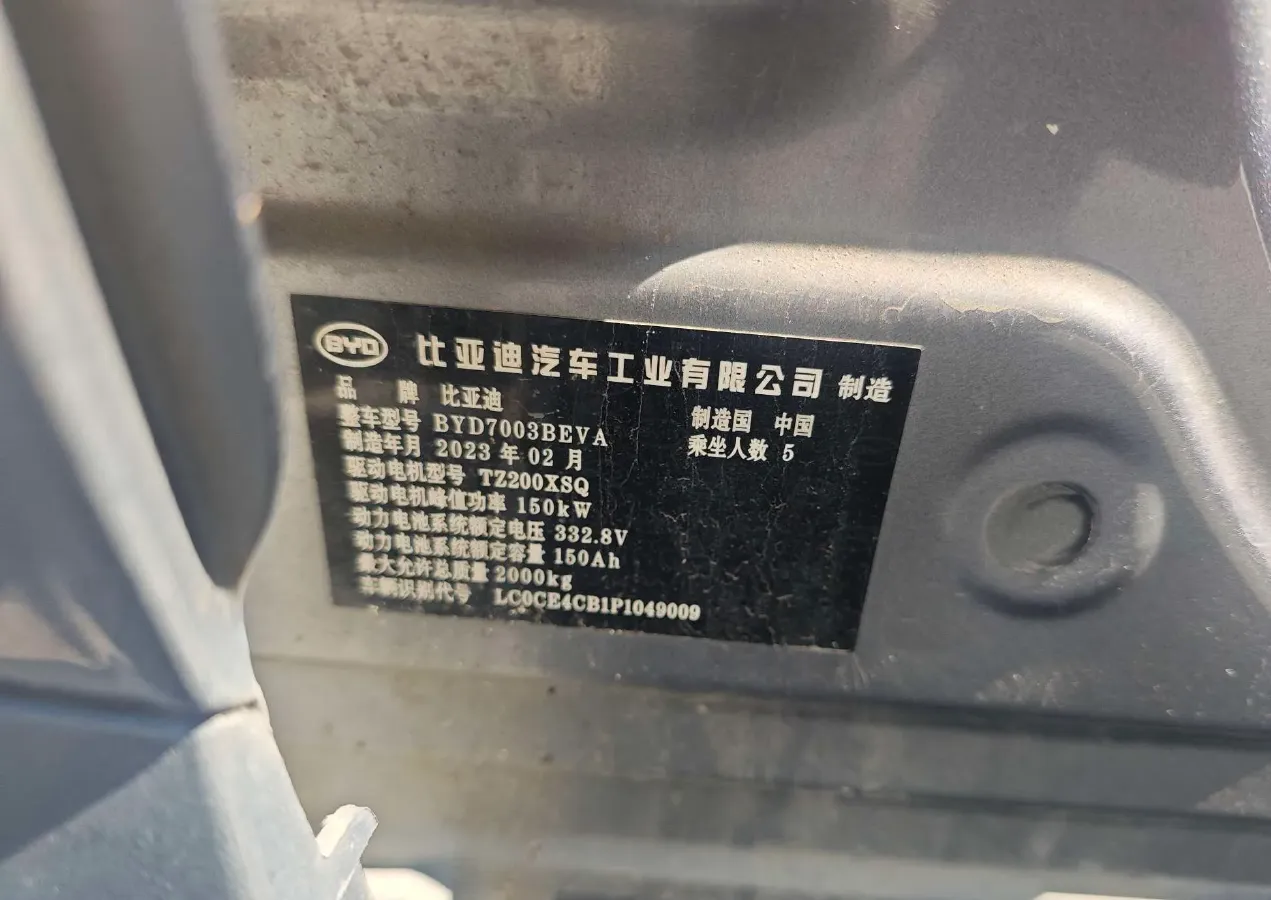 BYD 比亚迪汽车工业有限公司 制造
品 牌 比亚迪
整车型号 BYD7003BEVA 制造国 中国
制造年月 2023 年 02 月 乘坐人数 5
驱动电机型号 TZ200XSQ
驱动电机峰值功率 150kW
动力电池系统额定电压 332.8V
动力电池系统额定容量 150Ah
最大允许总质量 2000kg
车辆识别代号 LC0CE4CB1P1049009